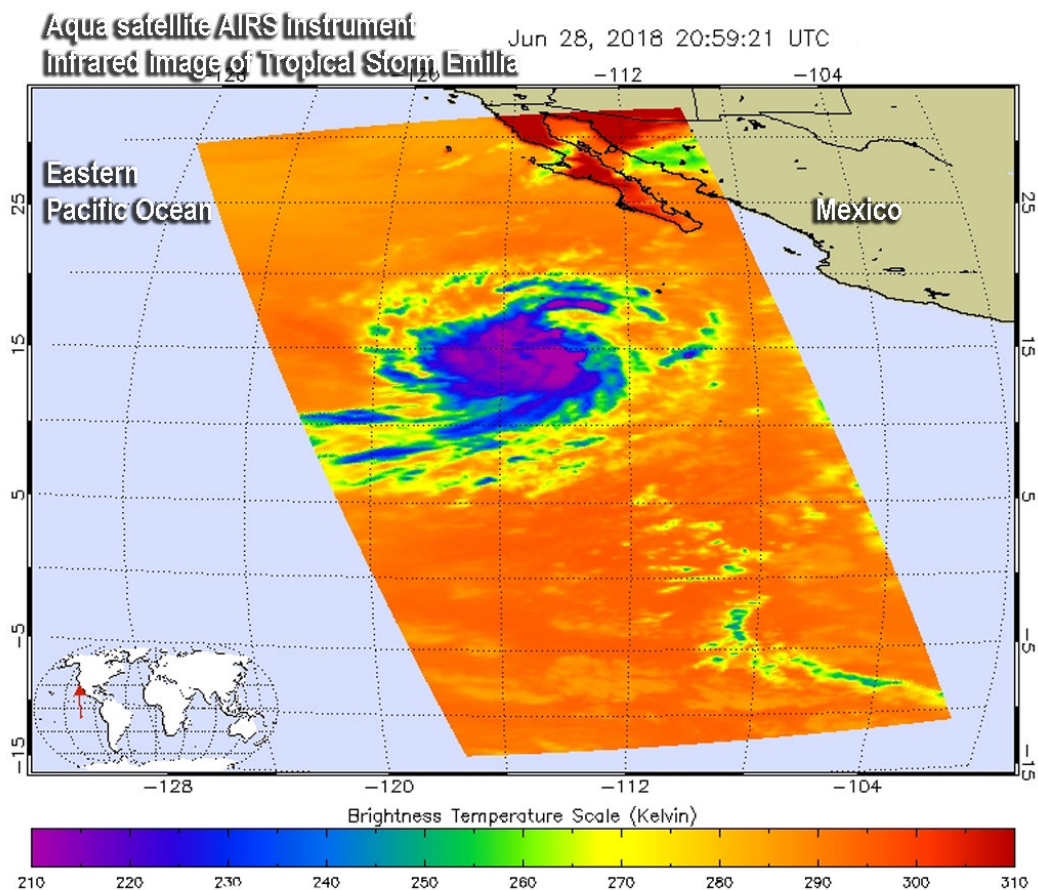 Aqua satellite AIRS instrument
Jun 28, 2018 20:59:21 UTC
Infrared Image of Tropical Storm Emilia
-128 -120 -112 -104
Eastern
Pacific Ocean
Mexico
25 25
15 15
5 5
-5 -5
-15 -15
-128 -120 -112 -104
Brightness Temperature Scale (Kelvin)
210 220 230 240 250 260 270 280 290 300 310